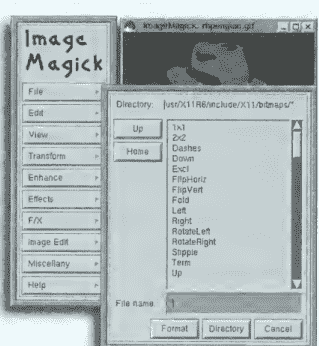 Image
Magick
File
Edit
View
Transform
Enhance
Effects
F/X
Image Edit
Miscellany
Help
ImageMagick:
Directory: /usr/X11R6/include/X11/bitmaps/*
Up
Home
1x1
2x2
Dashes
Down
Excl
FlipHoriz
FlipVert
Fold
Left
Right
RotateLeft
RotateRight
Stipple
Term
Up
File name:
Format
Directory
Cancel